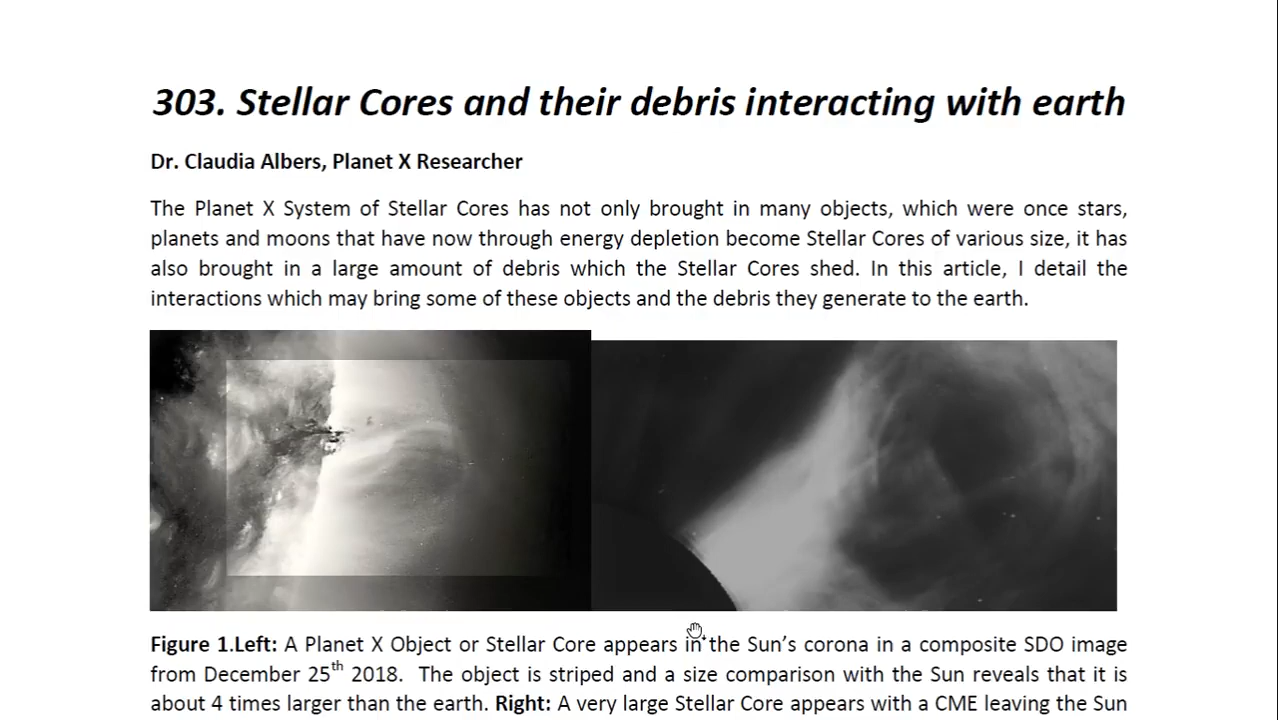 303. Stellar Cores and their debris interacting with earth
Dr. Claudia Albers, Planet X Researcher
The Planet X System of Stellar Cores has not only brought in many objects, which were once stars,
planets and moons that have now through energy depletion become Stellar Cores of various size, it has
also brought in a large amount of debris which the Stellar Cores shed. In this article, I detail the
interactions which may bring some of these objects and the debris they generate to the earth.
Figure 1.Left: A Planet X Object or Stellar Core appears in the Sun's corona in a composite SDO image
from December 25th 2018. The object is striped and a size comparison with the Sun reveals that it is
about 4 times larger than the earth. Right: A very large Stellar Core appears with a CME leaving the Sun